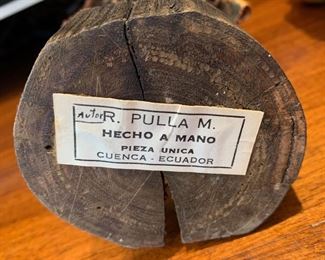 Autor R. PULLA M.
HECHO A MANO
PIEZA UNICA
CUENCA - ECUADOR